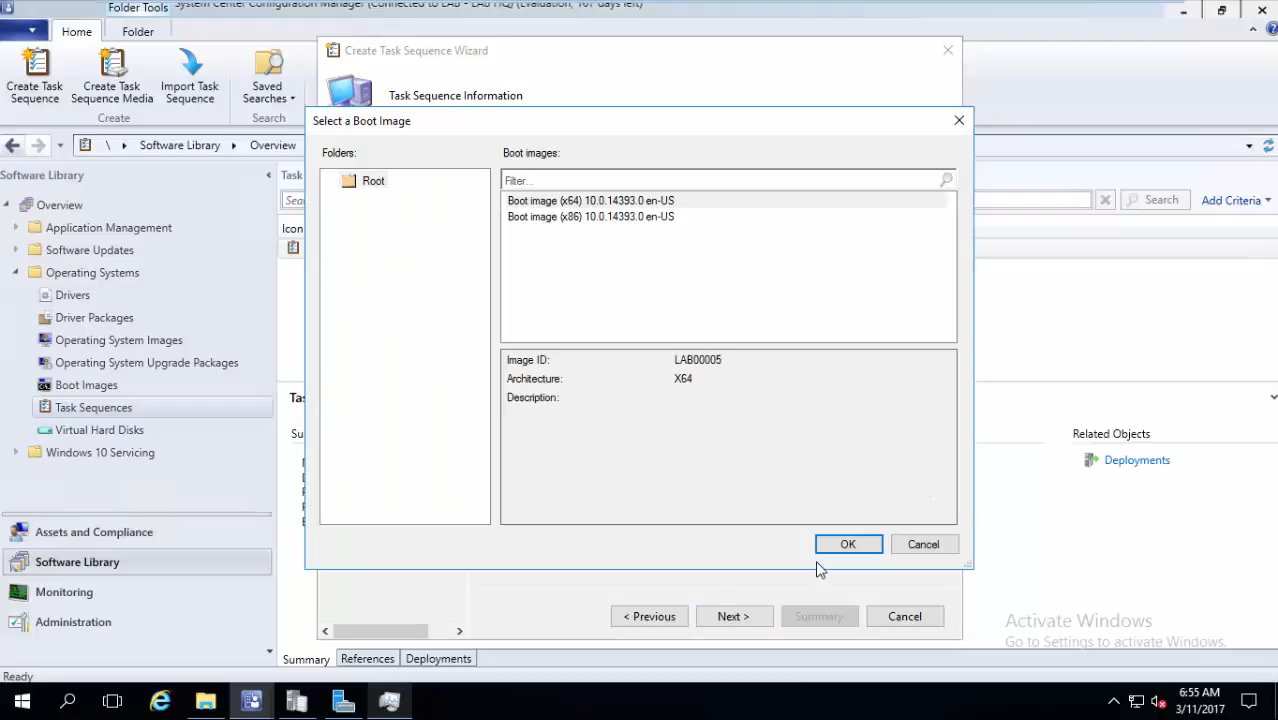 Folder Tools
System Center Configuration Manager (Connected to LAB - LAB HQ) (Evaluation, 167 days left)
Home
Folder
Create Task
Sequence
Create Task
Sequence Media
Import Task
Sequence
Saved
Searches
Create
Search
Create Task Sequence Wizard
Task Sequence Information
Select a Boot Image
Folders:
Boot images:
Root
Filter...
Boot image (x64) 10.0.14393.0 en-US
Boot image (x86) 10.0.14393.0 en-US
Image ID: LAB00005
Architecture: X64
Description:
OK
Cancel
< Previous
Next >
Summary
Cancel
\ Software Library Overview
Software Library
Overview
Application Management
Software Updates
Operating Systems
Drivers
Driver Packages
Operating System Images
Operating System Upgrade Packages
Boot Images
Task Sequences
Virtual Hard Disks
Windows 10 Servicing
Assets and Compliance
Software Library
Monitoring
Administration
Task
Sea
Search
Add Criteria
Icon
Tas
Su
Related Objects
Deployments
Activate Windows
Go to Settings to activate Windows.
Summary
References
Deployments
Ready
6:55 AM
3/11/2017